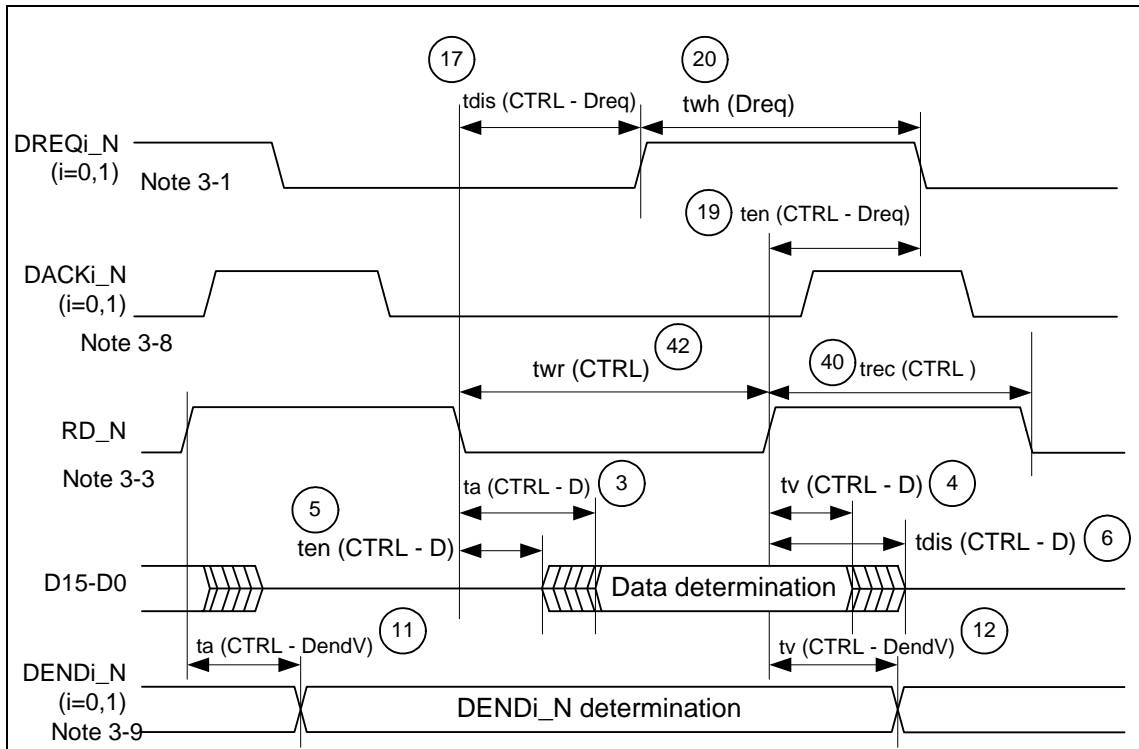 17
20
tdis (CTRL - Dreq)
twh (Dreq)
DREQi_N
(i=0,1)
Note 3-1
19
ten (CTRL - Dreq)
DACKi_N
(i=0,1)
Note 3-8
42
twr (CTRL)
40
trec (CTRL )
RD_N
Note 3-3
ta (CTRL - D)
3
tv (CTRL - D)
4
5
ten (CTRL - D)
tdis (CTRL - D)
6
D15-D0
Data determination
11
ta (CTRL - DendV)
12
tv (CTRL - DendV)
DENDi_N
(i=0,1)
DENDi_N determination
Note 3-9